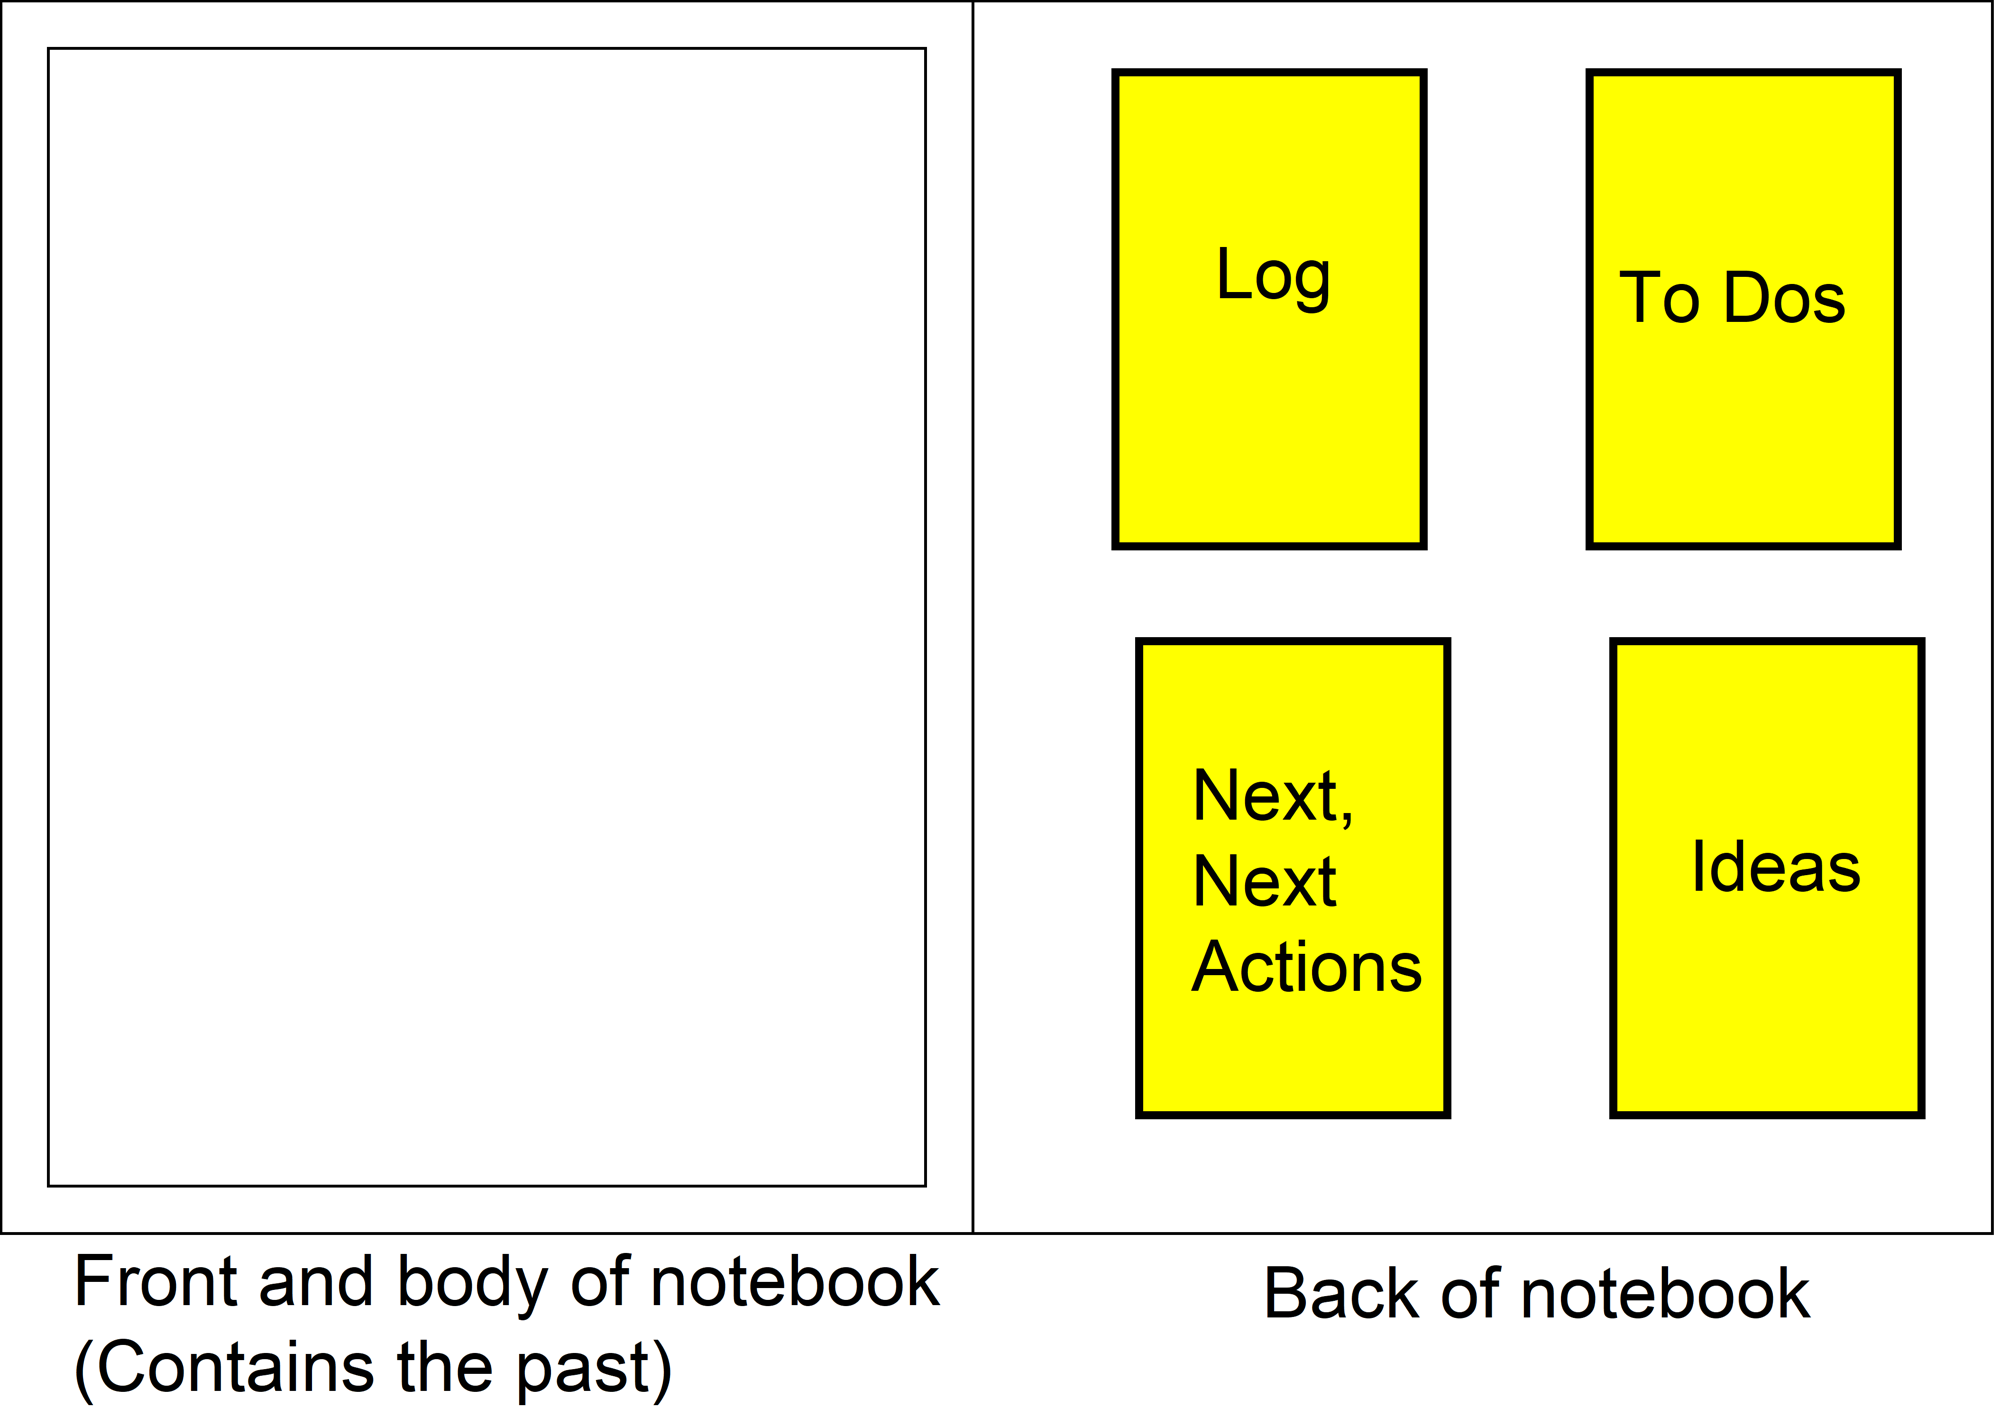 Log
To Dos
Next,
Next
Actions
Ideas
Front and body of notebook
(Contains the past)
Back of notebook